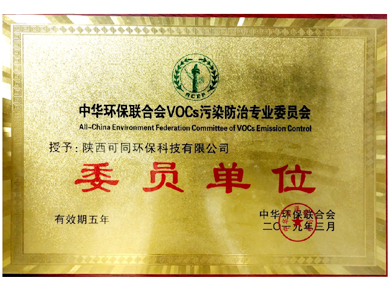 中华环保联合会VOCs污染防治专业委员会
All-China Environment Federation Committee of VOCs Emission Control
授予：陕西可同环保科技有限公司
委员单位
有效期五年
中华环保联合会
二〇一九年三月